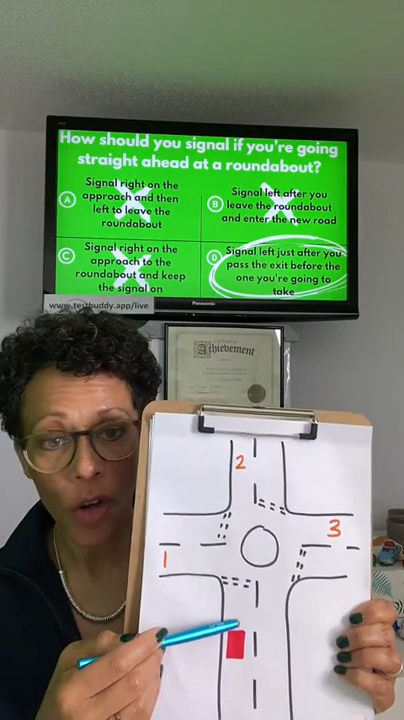 How should you signal if you're going
straight ahead at a roundabout?
A
Signal right on the
approach and then
left to leave the
roundabout
B
Signal left after you
leave the roundabout
and enter the new road
C
Signal right on the
approach to the
roundabout and keep
the signal on
D
Signal left just after you
pass the exit before the
one you're going to
take
www.testbuddy.app/live
Panasonic
Achievement
2
3
1